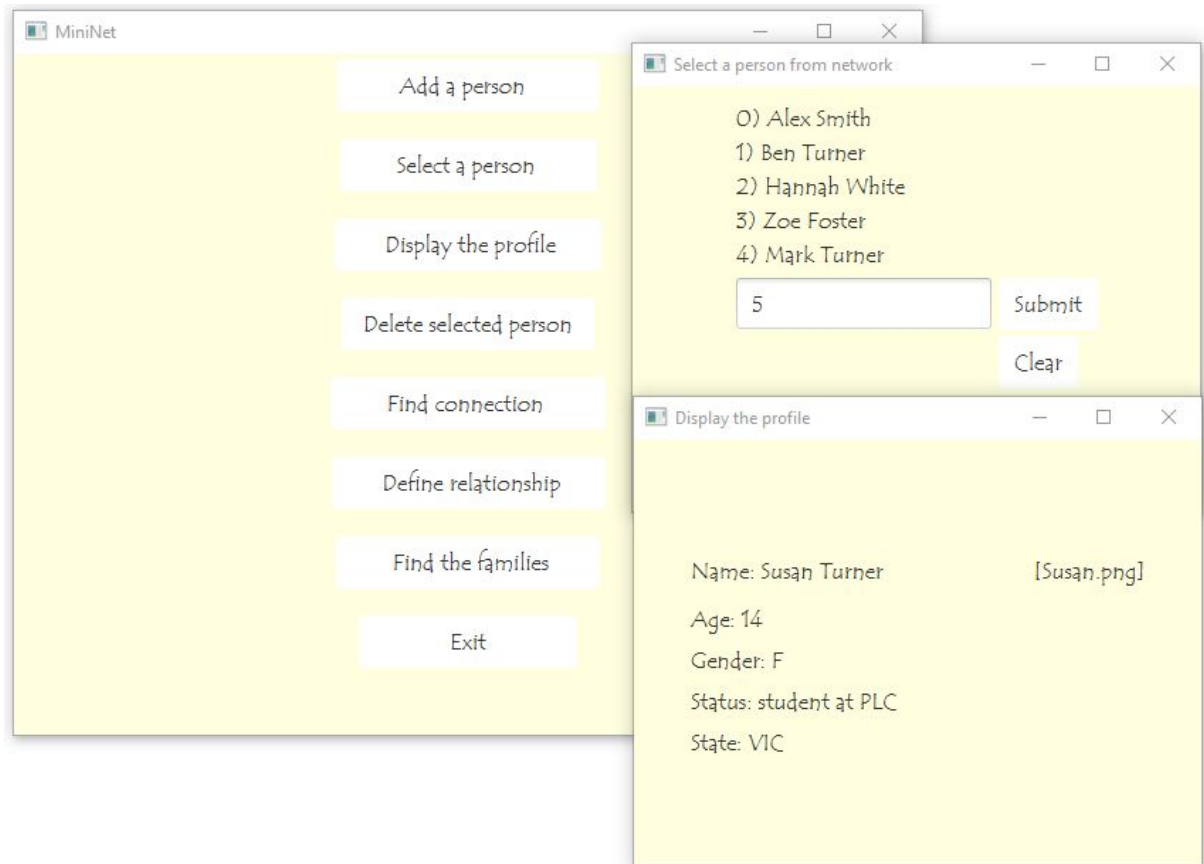 MiniNet
Add a person
Select a person
Display the profile
Delete selected person
Find connection
Define relationship
Find the families
Exit
Select a person from network
0) Alex Smith
1) Ben Turner
2) Hannah White
3) Zoe Foster
4) Mark Turner
5
Submit
Clear
Display the profile
Name: Susan Turner
[Susan.png]
Age: 14
Gender: F
Status: student at PLC
State: VIC